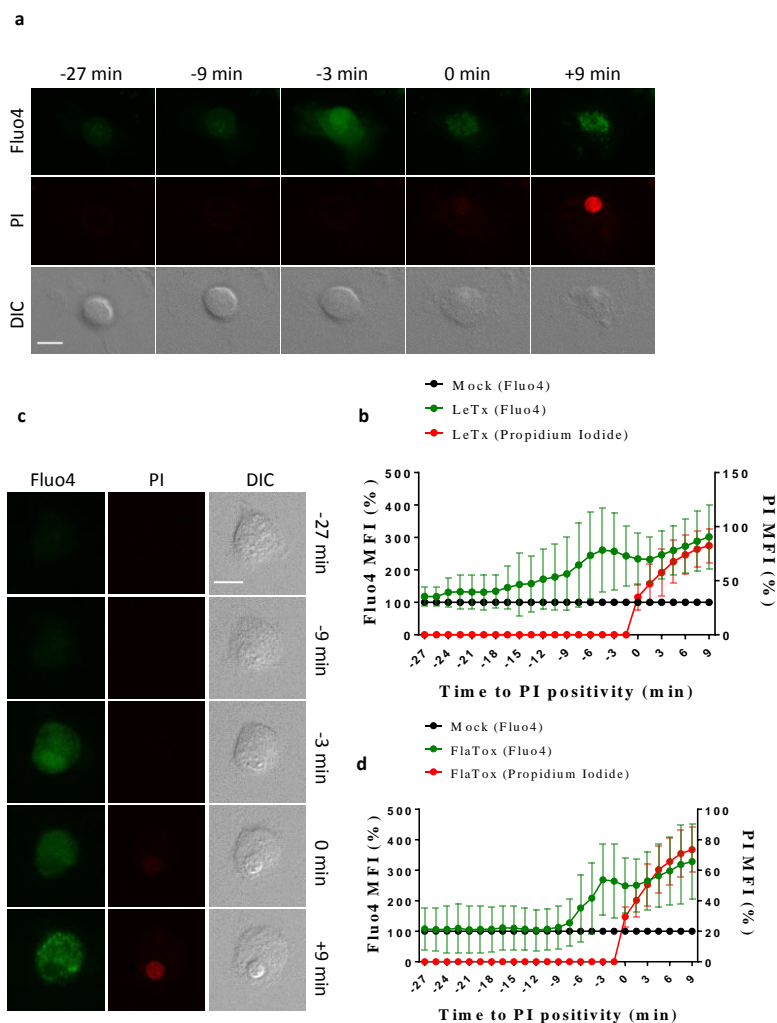 a
-27 min -9 min -3 min 0 min +9 min
Fluo4
PI
DIC
c
Fluo4 PI DIC
-27 min
-9 min
-3 min
0 min
+9 min
b
Mock (Fluo4)
LeTx (Fluo4)
LeTx (Propidium Iodide)
Fluo4 MFI (%)
500
400
300
200
100
0
PI MFI (%)
150
100
50
0
-27 -24 -21 -18 -15 -12 -9 -6 -3 0 3 6 9
Time to PI positivity (min)
d
Mock (Fluo4)
FlaTox (Fluo4)
FlaTox (Propidium Iodide)
Fluo4 MFI (%)
500
400
300
200
100
0
PI MFI (%)
100
80
60
40
20
0
-27 -24 -21 -18 -15 -12 -9 -6 -3 0 3 6 9
Time to PI positivity (min)